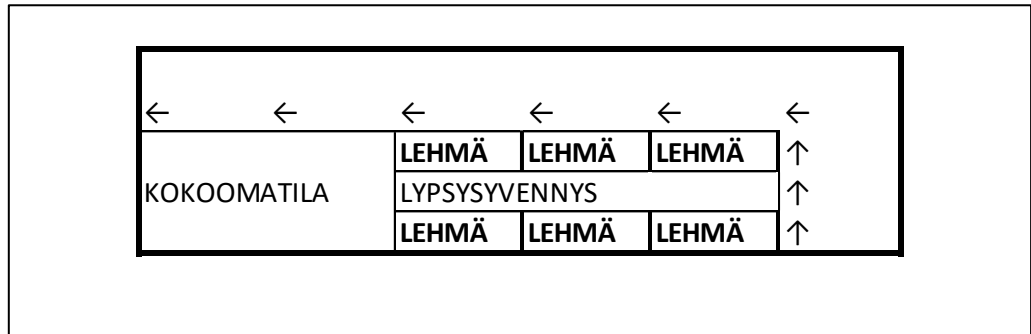 ← ← ← ← ← ←
LEHMÄ LEHMÄ LEHMÄ ↑
KOKOOMATILA LYPSYSYVENNYS ↑
LEHMÄ LEHMÄ LEHMÄ ↑